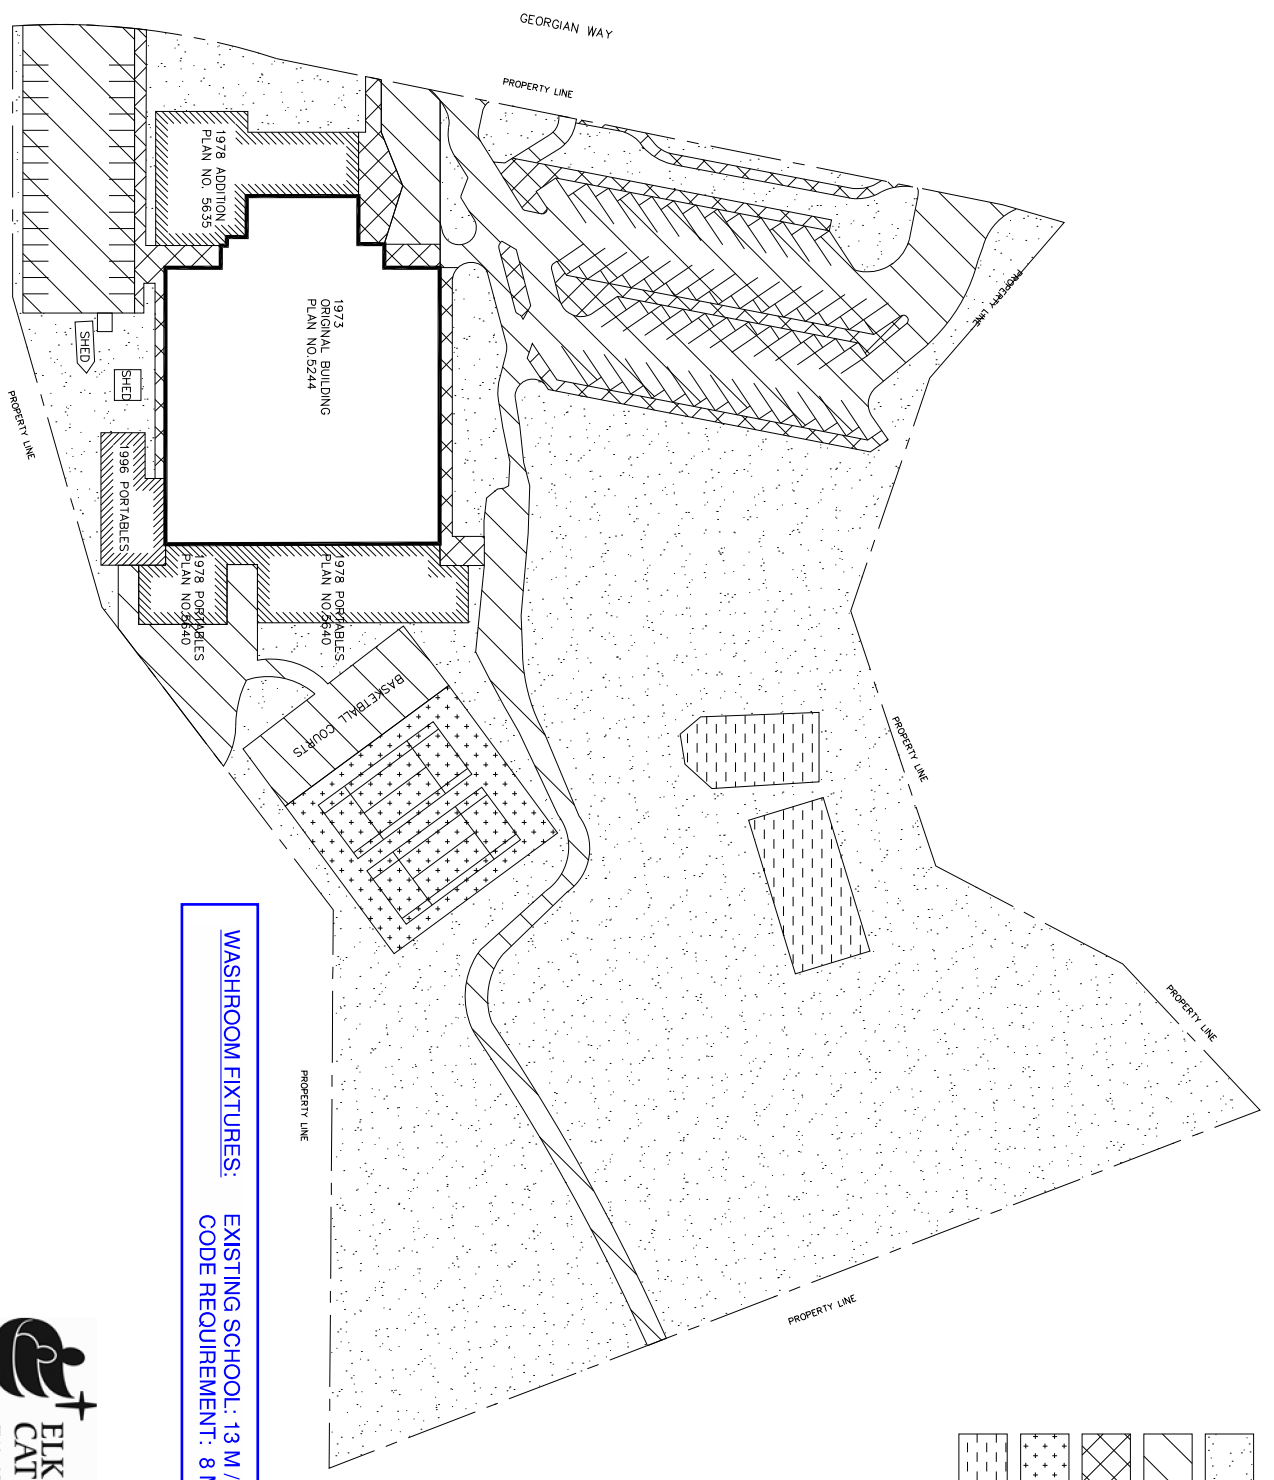 GEORGIAN WAY
PROPERTY LINE
PROPERTY LINE
1978 ADDITION
PLAN NO. 5635
1973
ORIGINAL BUILDING
PLAN NO.5244
SHED
SHED
PROPERTY LINE
1996 PORTABLES
1978 PORTABLES
PLAN NO.5640
1978 PORTABLES
PLAN NO.5640
BASKETBALL COURTS
PROPERTY LINE
PROPERTY LINE
PROPERTY LINE
PROPERTY LINE
WASHROOM FIXTURES:
EXISTING SCHOOL: 13 M /
CODE REQUIREMENT: 8 M
ELK
CAT